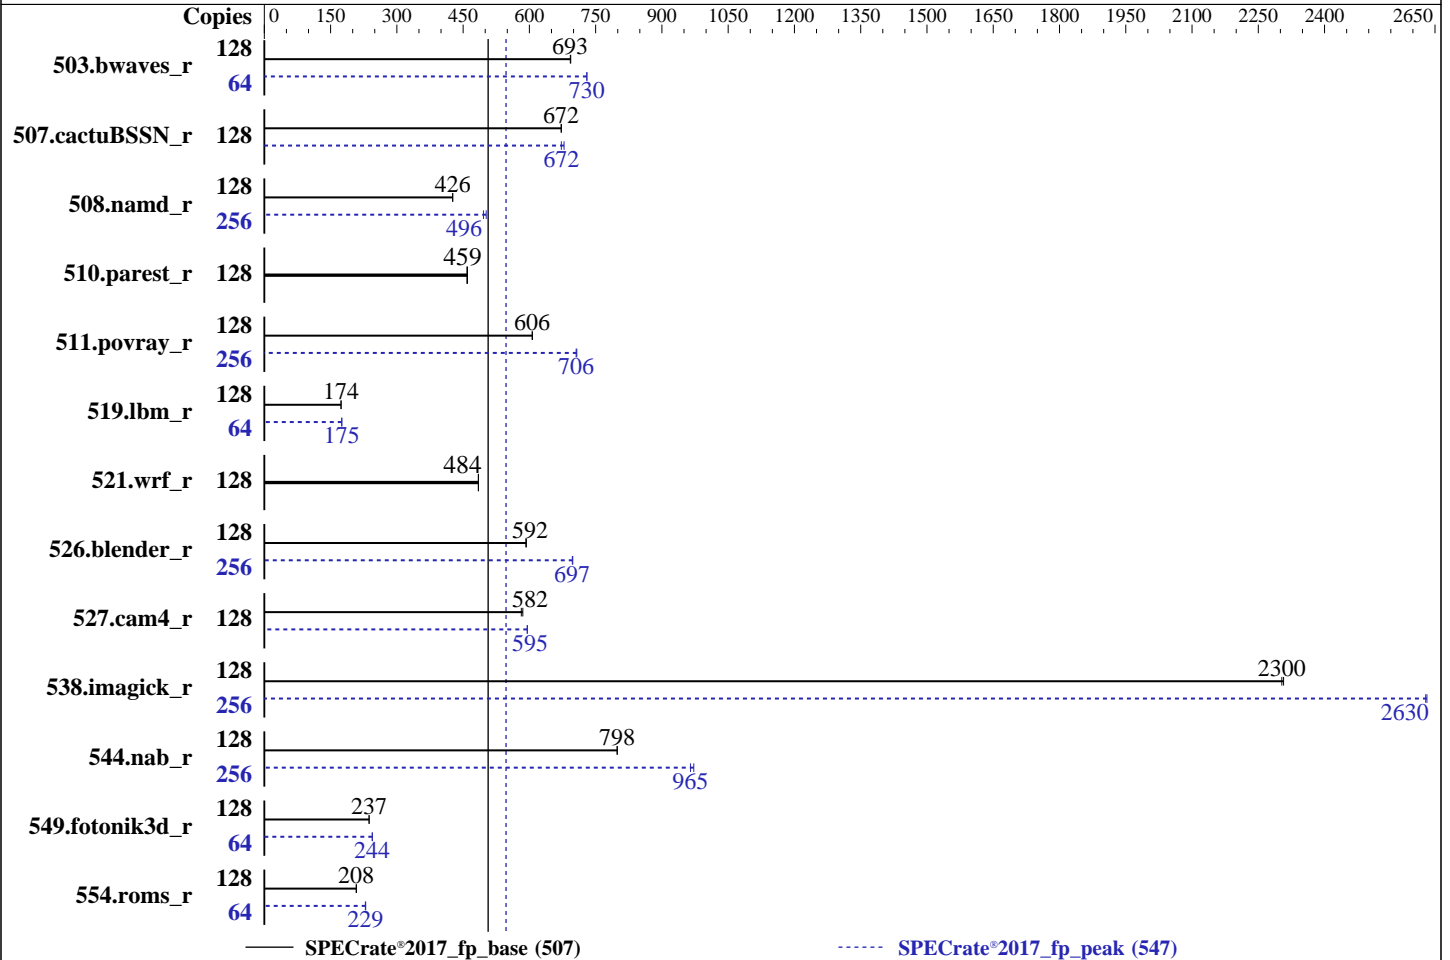 Copies 0 150 300 450 600 750 900 1050 1200 1350 1500 1650 1800 1950 2100 2250 2400 2650
503.bwaves_r 128 693
64 730
507.cactuBSSN_r 128 672
672
508.namd_r 128 426
256 496
510.parest_r 128 459
511.povray_r 128 606
256 706
519.lbm_r 128 174
64 175
521.wrf_r 128 484
526.blender_r 128 592
256 697
527.cam4_r 128 582
595
538.imagick_r 128 2300
256 2630
544.nab_r 128 798
256 965
549.fotonik3d_r 128 237
64 244
554.roms_r 128 208
64 229
SPECrate®2017_fp_base (507) SPECrate®2017_fp_peak (547)